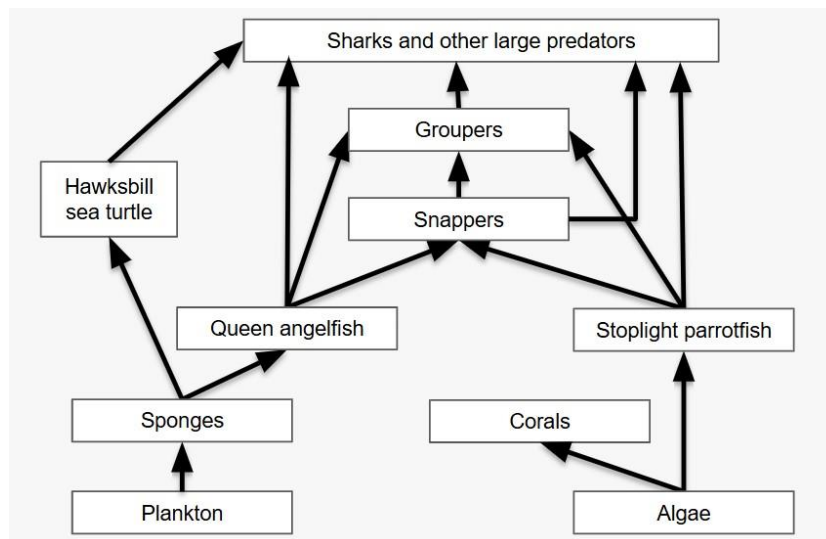 Sharks and other large predators
Groupers
Hawksbill
sea turtle
Snappers
Queen angelfish
Stoplight parrotfish
Sponges
Corals
Plankton
Algae